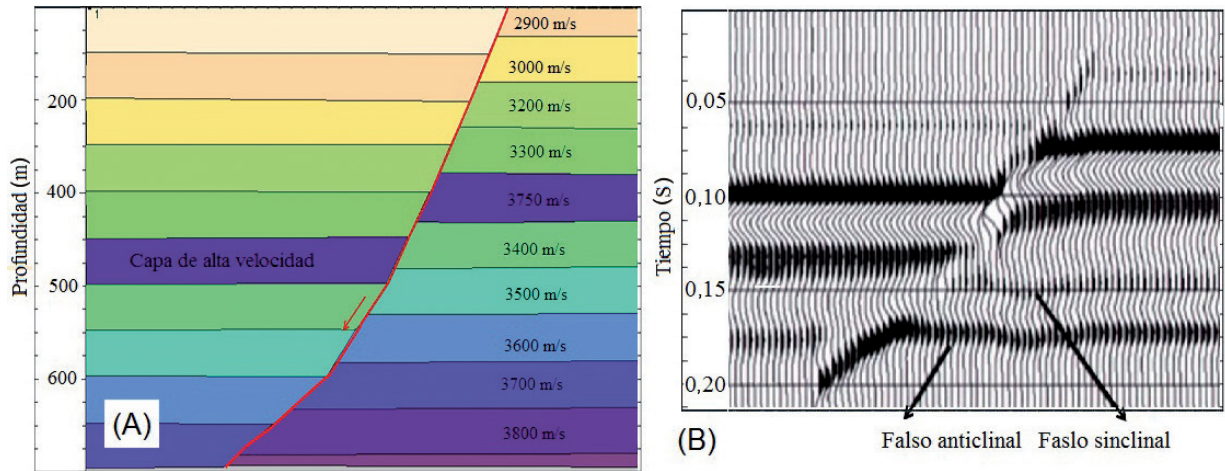 1
2900 m/s
3000 m/s
200
3200 m/s
3300 m/s
400
3750 m/s
Profundidad (m)
Capa de alta velocidad
3400 m/s
500
3500 m/s
3600 m/s
600
3700 m/s
(A)
3800 m/s
0,05
0,10
Tiempo (s)
0,15
0,20
(B)
Falso anticlinal
Faslo sinclinal